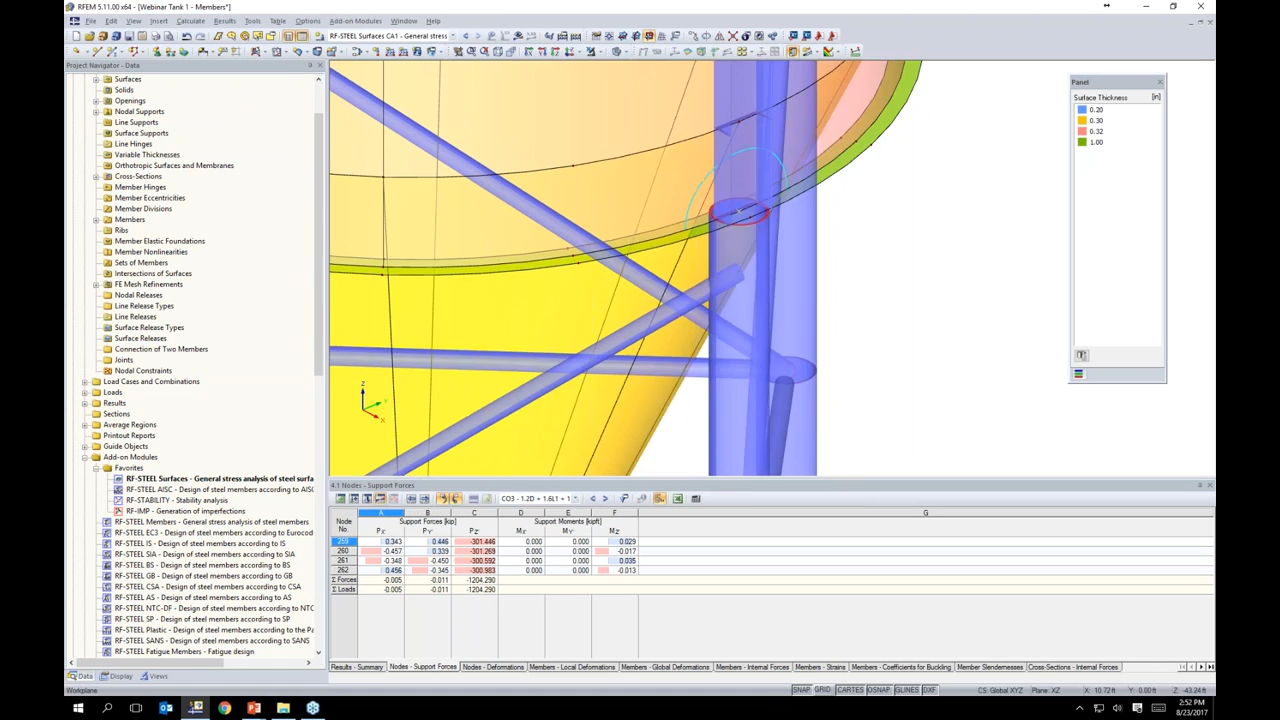 RFEM 5.11.00 x64 - [Webinar Tank 1 - Members*]
File Edit View Insert Calculate Results Tools Table Options Add-on Modules Window Help
RF-STEEL Surfaces CA1 - General stress
Project Navigator - Data
Surfaces
Solids
Openings
Nodal Supports
Line Supports
Surface Supports
Line Hinges
Variable Thicknesses
Orthotropic Surfaces and Membranes
Cross-Sections
Member Hinges
Member Eccentricities
Member Divisions
Members
Ribs
Member Elastic Foundations
Member Nonlinearities
Sets of Members
Intersections of Surfaces
FE Mesh Refinements
Nodal Releases
Line Release Types
Line Releases
Surface Release Types
Surface Releases
Connection of Two Members
Joints
Nodal Constraints
Load Cases and Combinations
Loads
Results
Sections
Average Regions
Printout Reports
Guide Objects
Add-on Modules
Favorites
RF-STEEL Surfaces - General stress analysis of steel surfa
RF-STEEL AISC - Design of steel members according to AISC
RF-STABILITY - Stability analysis
RF-IMP - Generation of imperfections
RF-STEEL Members - General stress analysis of steel members
RF-STEEL EC3 - Design of steel members according to Eurocod
RF-STEEL IS - Design of steel members according to IS
RF-STEEL SIA - Design of steel members according to SIA
RF-STEEL BS - Design of steel members according to BS
RF-STEEL GB - Design of steel members according to GB
RF-STEEL CSA - Design of steel members according to CSA
RF-STEEL AS - Design of steel members according to AS
RF-STEEL NTC-DF - Design of steel members according to NTC
RF-STEEL SP - Design of steel members according to SP
RF-STEEL Plastic - Design of steel members according to the Pa
RF-STEEL SANS - Design of steel members according to SANS
RF-STEEL Fatigue Members - Fatigue design
Data Display Views
Z
Y
X
Panel
Surface Thickness [in]
0.20
0.30
0.32
1.00
4.1 Nodes - Support Forces
CO3 - 1.2D + 1.6L1 + 1
A B C D E F G
Node Support Forces [kip] Support Moments [kipft]
No. PX' PY' PZ' MX' MY' MZ'
259 0.343 0.446 -301.446 0.000 0.000 0.029
260 -0.457 0.339 -301.269 0.000 0.000 -0.017
261 -0.348 -0.450 -300.592 0.000 0.000 0.035
262 0.456 -0.345 -300.983 0.000 0.000 -0.013
Σ Forces -0.005 -0.011 -1204.290
Σ Loads -0.005 -0.011 -1204.290
Results - Summary Nodes - Support Forces Nodes - Deformations Members - Local Deformations Members - Global Deformations Members - Internal Forces Members - Strains Members - Coefficients for Buckling Member Slendernesses Cross-Sections - Internal Forces
Workplane SNAP GRID CARTES OSNAP GLINES DXF CS: Global XYZ Plane: XZ X: 10.72 ft Y: 0.00 ft Z: -43.24 ft
2:52 PM
8/23/2017